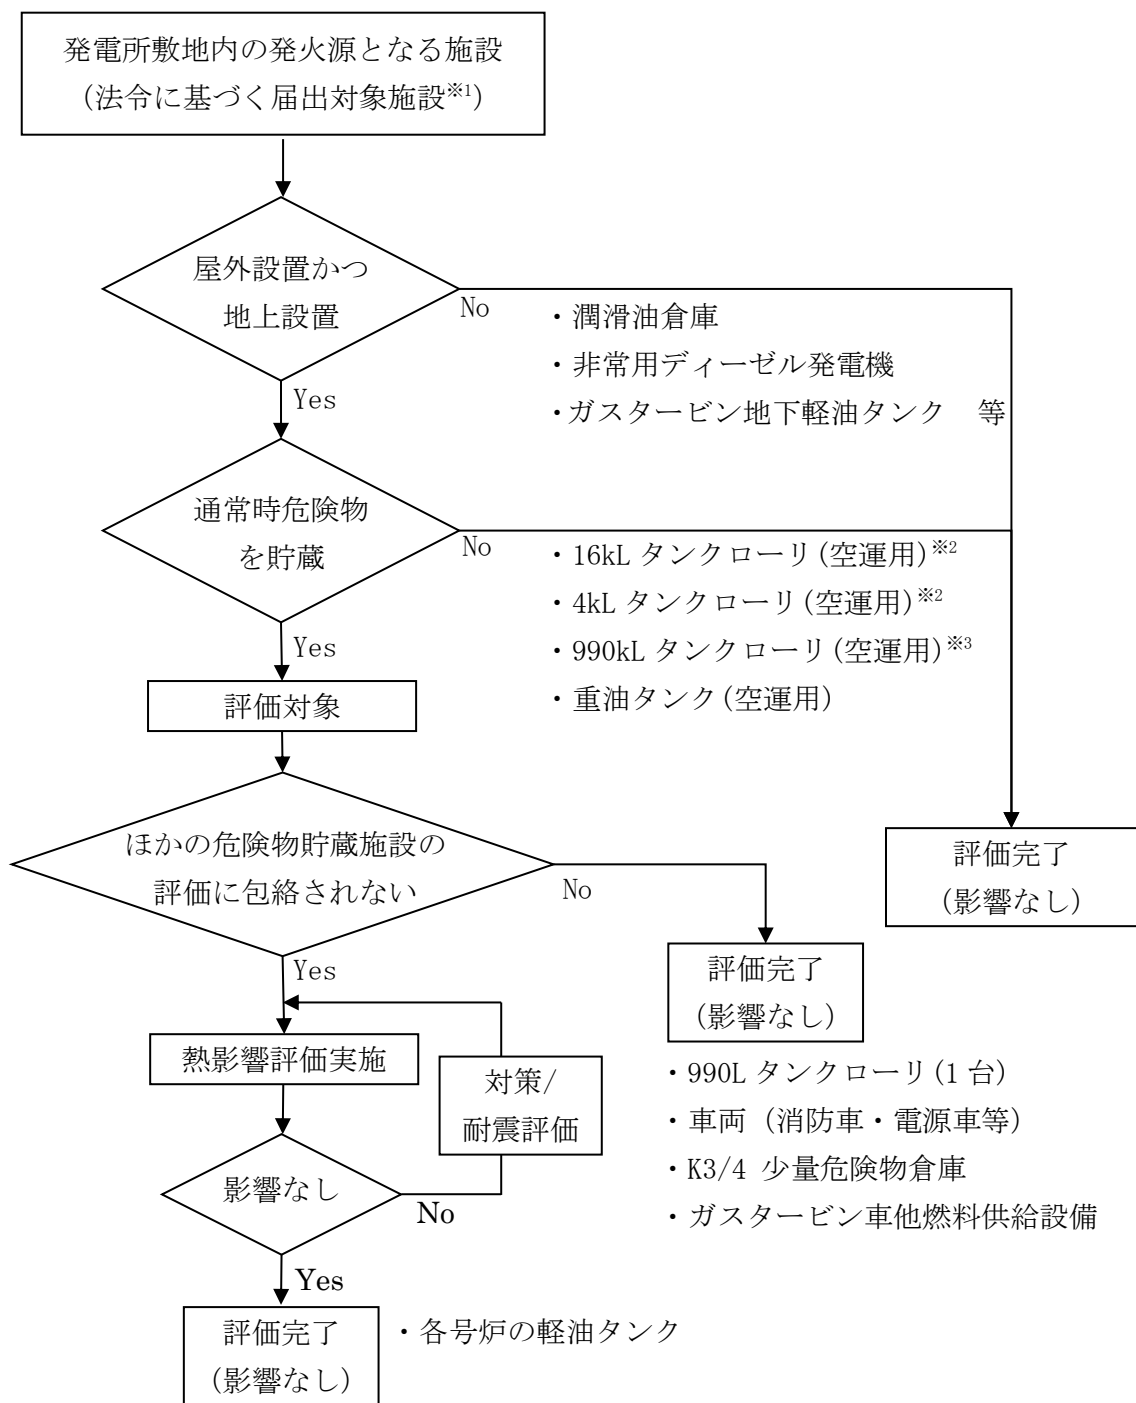 発電所敷地内の発火源となる施設
(法令に基づく届出対象施設※1)
屋外設置かつ
地上設置
No
・潤滑油倉庫
・非常用ディーゼル発電機
・ガスタービン地下軽油タンク 等
Yes
通常時危険物
を貯蔵
No
・16kL タンクローリ(空運用)※2
・4kL タンクローリ(空運用)※2
・990kL タンクローリ(空運用)※3
・重油タンク(空運用)
Yes
評価対象
ほかの危険物貯蔵施設の
評価に包絡されない
No
評価完了
(影響なし)
Yes
評価完了
(影響なし)
熱影響評価実施
対策/
耐震評価
・990L タンクローリ(1 台)
・車両 (消防車・電源車等)
・K3/4 少量危険物倉庫
・ガスタービン車他燃料供給設備
影響なし
No
Yes
評価完了
(影響なし)
・各号炉の軽油タンク